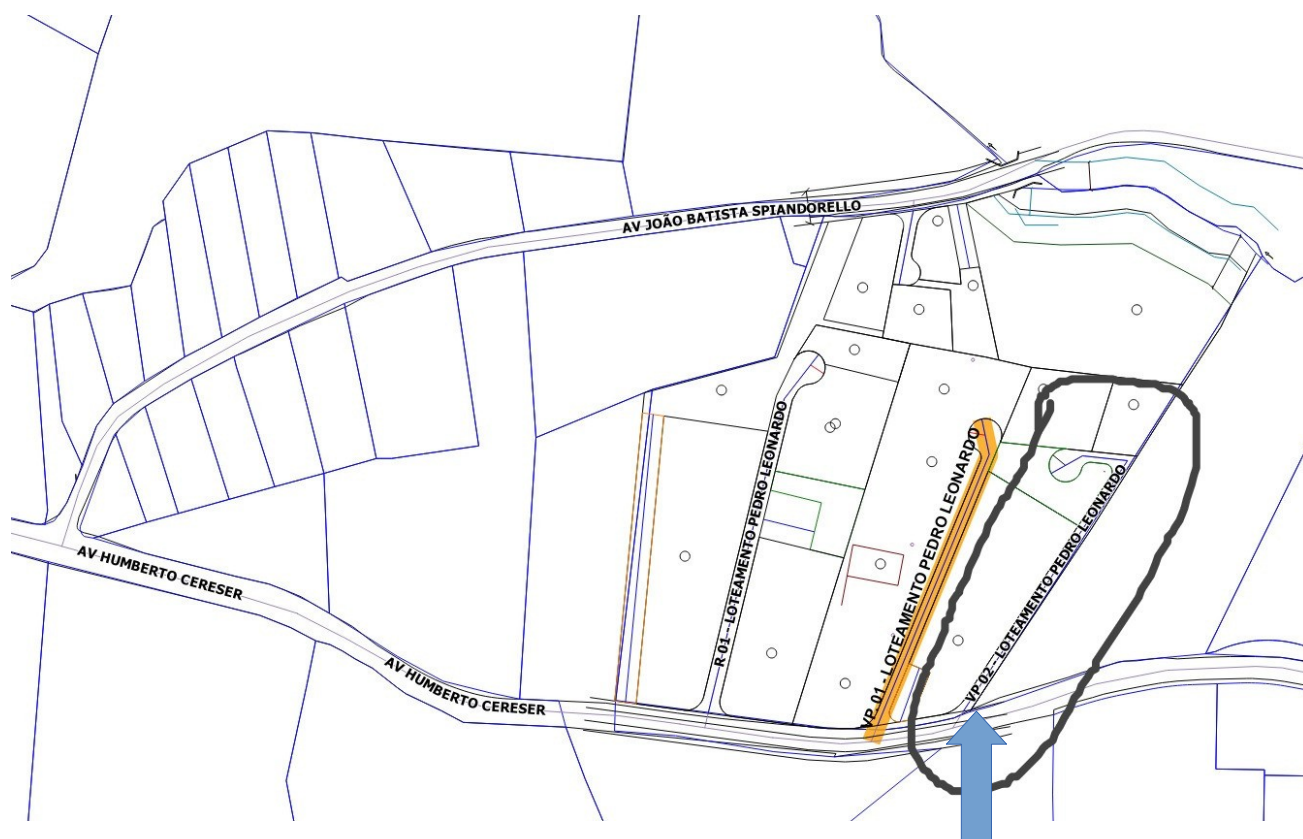 AV JOÃO BATISTA SPIANDORELLO
R 01 - LOTEAMENTO PEDRO LEONARDO
VP 01 - LOTEAMENTO PEDRO LEONARDO
VP 02 - LOTEAMENTO PEDRO LEONARDO
AV HUMBERTO CERESER
AV HUMBERTO CERESER